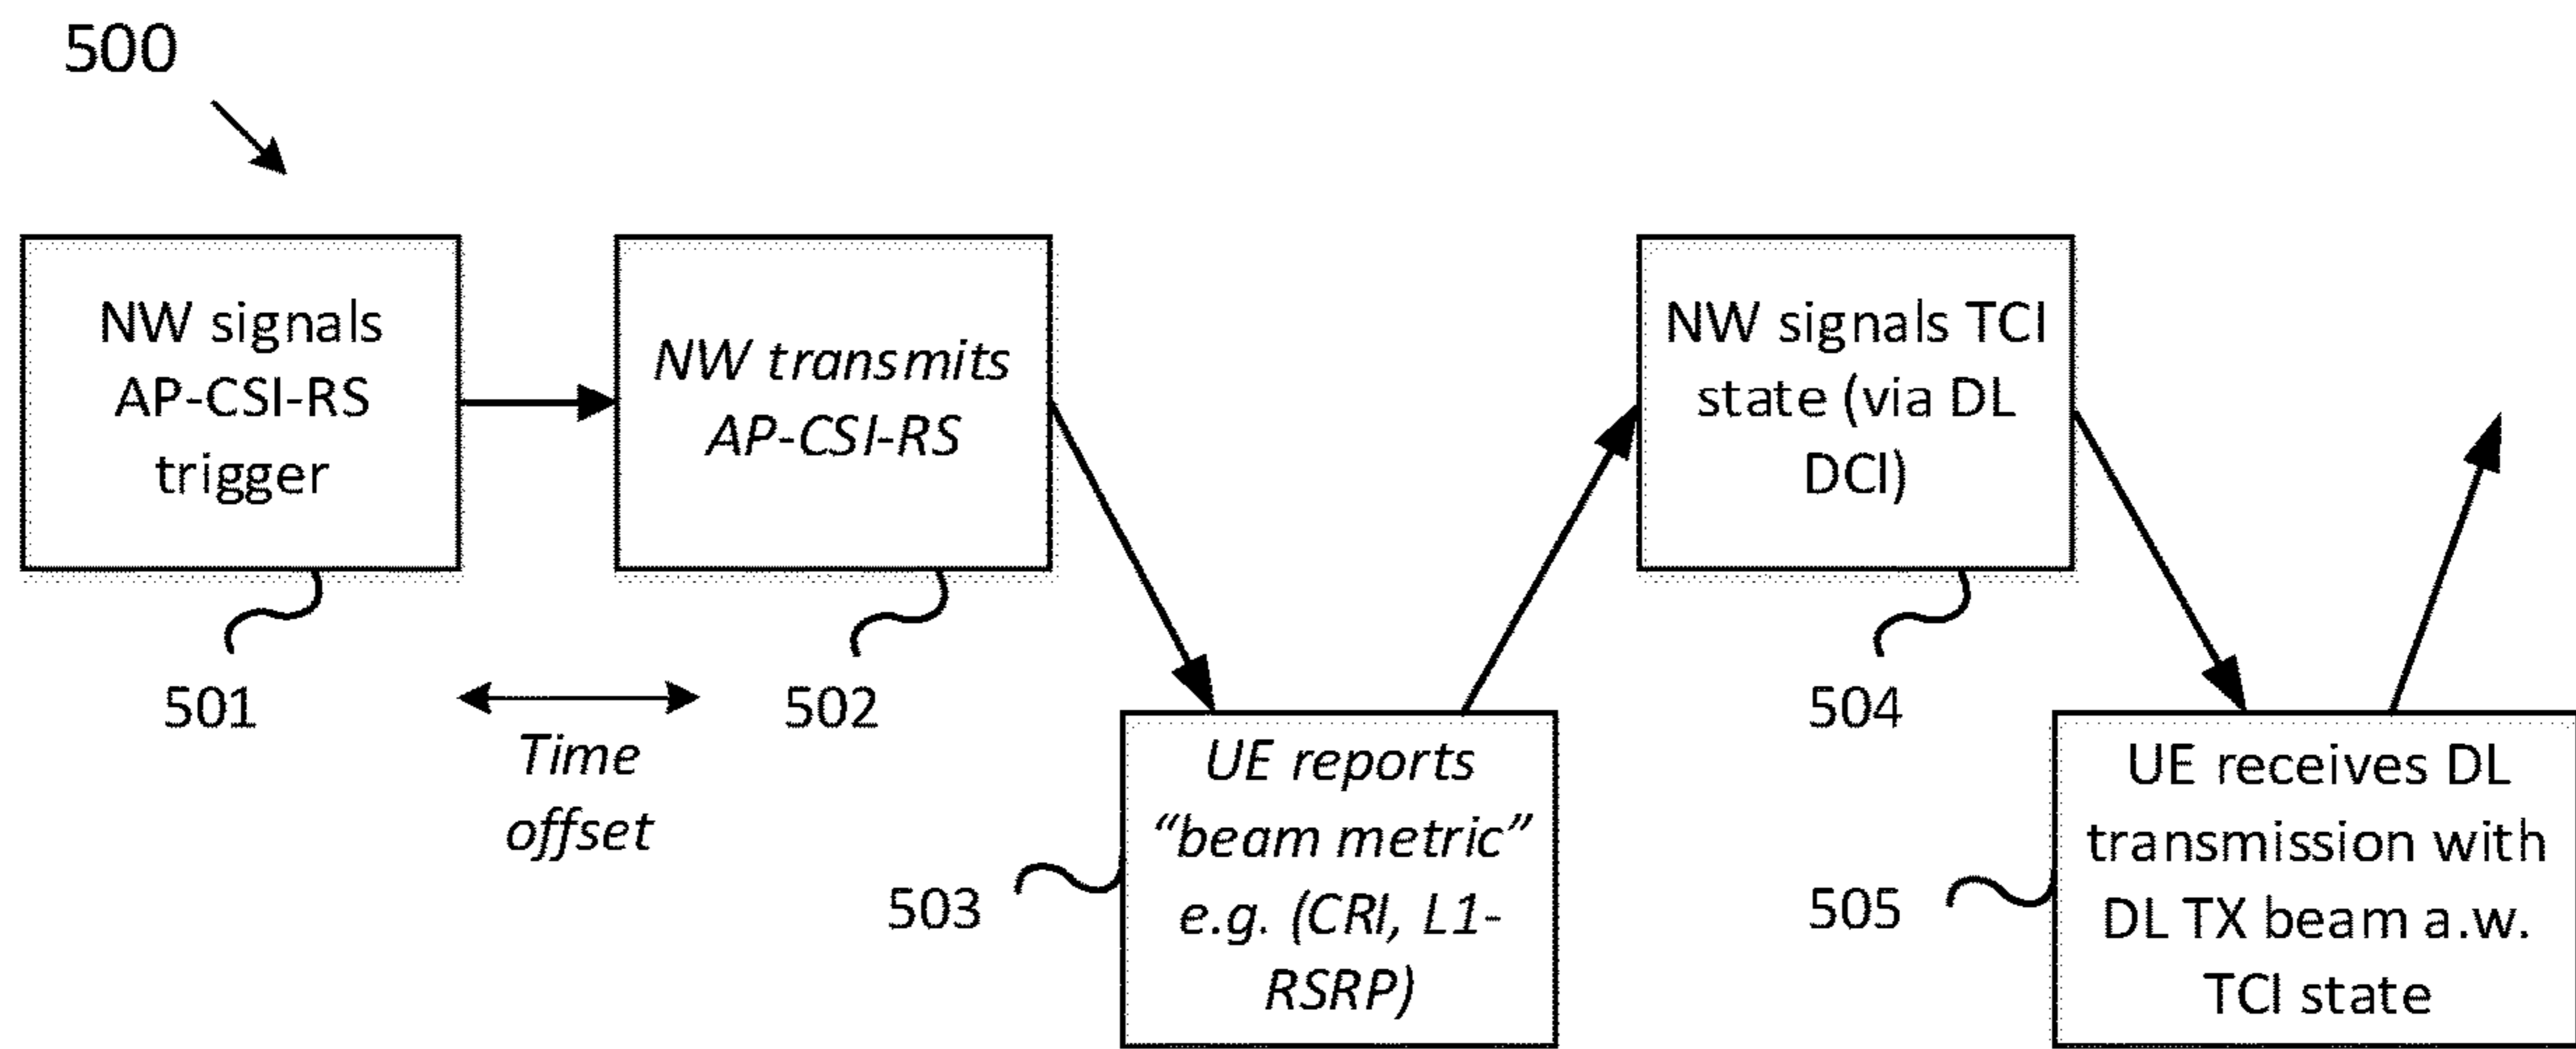 500
NW signals
AP-CSI-RS
trigger
501
Time
offset
NW transmits
AP-CSI-RS
502
UE reports
“beam metric”
e.g. (CRI, L1-
RSRP)
503
NW signals TCI
state (via DL
DCI)
504
UE receives DL
transmission with
DL TX beam a.w.
TCI state
505